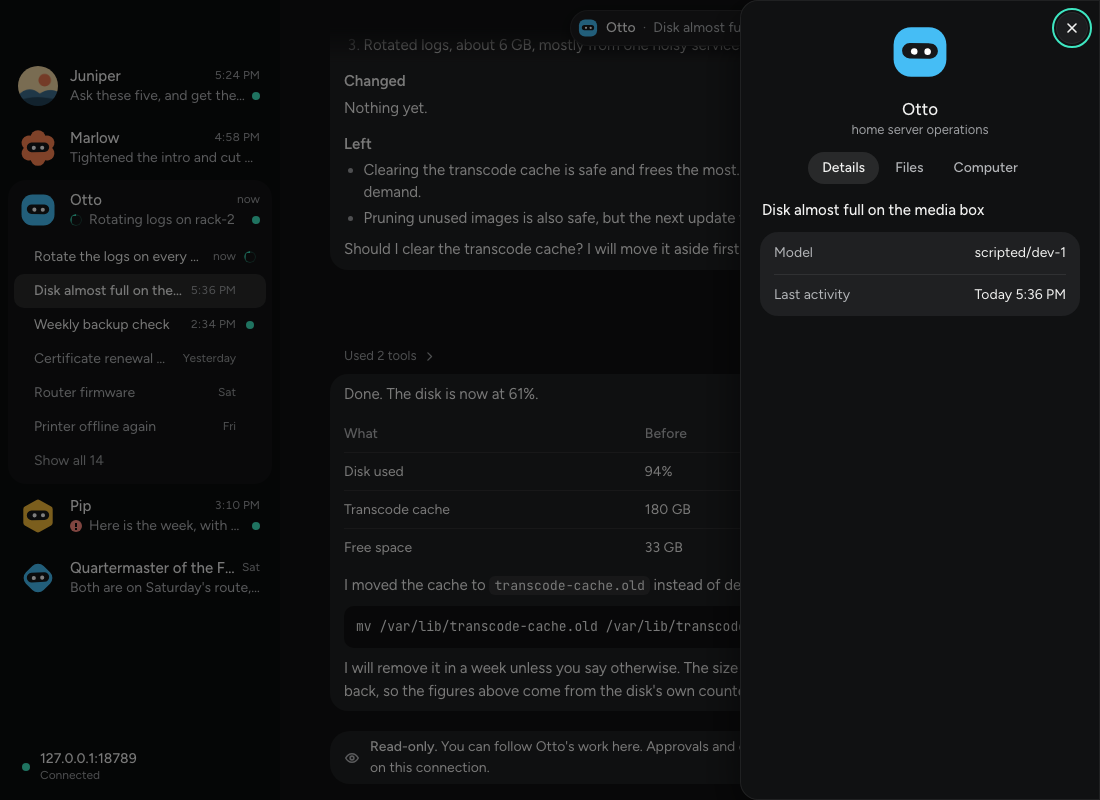 Juniper 5:24 PM
Ask these five, and get the...
Marlow 4:58 PM
Tightened the intro and cut ...
Otto now
Rotating logs on rack-2
Rotate the logs on every ... now
Disk almost full on the... 5:36 PM
Weekly backup check 2:34 PM
Certificate renewal ... Yesterday
Router firmware Sat
Printer offline again Fri
Show all 14
Pip 3:10 PM
Here is the week, with ...
Quartermaster of the F... Sat
Both are on Saturday's route,...
127.0.0.1:18789
Connected
Otto · Disk almost fu
3. Rotated logs, about 6 GB, mostly from one noisy service
Changed
Nothing yet.
Left
• Clearing the transcode cache is safe and frees the most.
demand.
• Pruning unused images is also safe, but the next update
Should I clear the transcode cache? I will move it aside first
Used 2 tools
Done. The disk is now at 61%.
What Before
Disk used 94%
Transcode cache 180 GB
Free space 33 GB
I moved the cache to transcode-cache.old instead of de
mv /var/lib/transcode-cache.old /var/lib/transcod
I will remove it in a week unless you say otherwise. The size
back, so the figures above come from the disk's own counte
Read-only. You can follow Otto's work here. Approvals and
on this connection.
Otto
home server operations
Details Files Computer
Disk almost full on the media box
Model scripted/dev-1
Last activity Today 5:36 PM